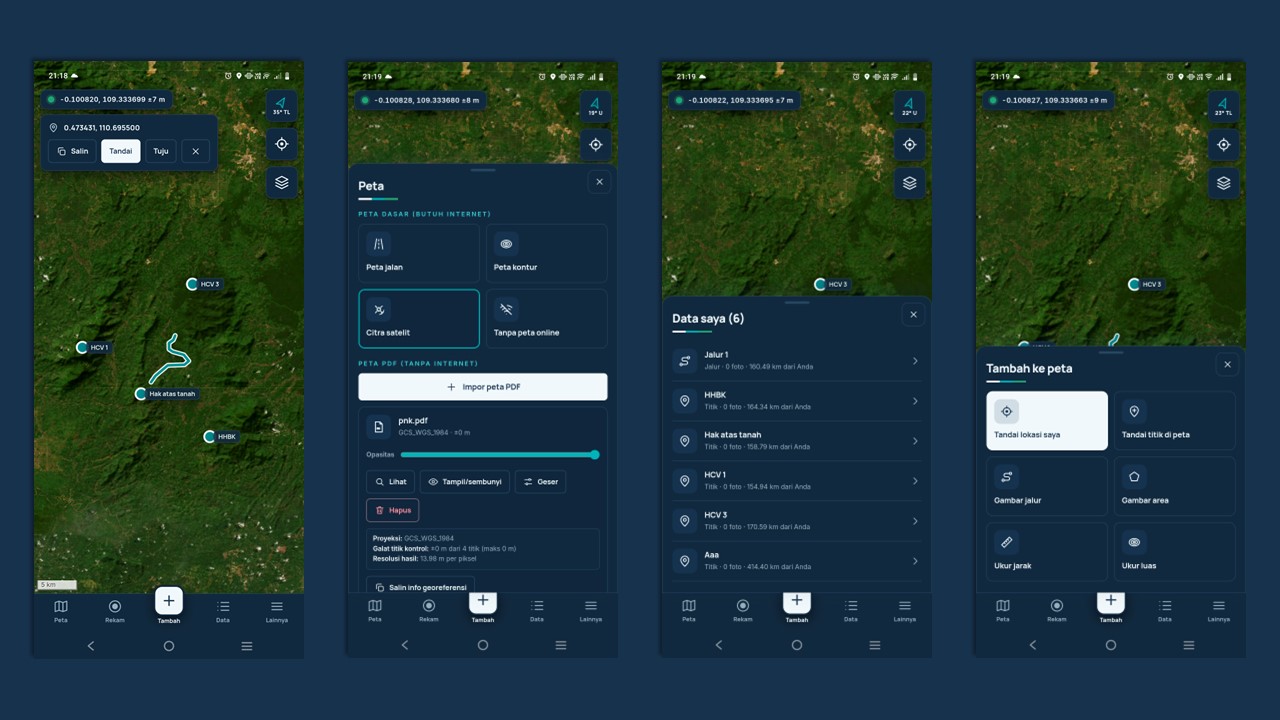 21:18
-0.100820, 109.333699 ±7 m
35° TL
0.473431, 110.695500
Salin
Tandai
Tuju
HCV 3
HCV 1
Hak atas tanah
HHBK
5 km
Peta
Rekam
Tambah
Data
Lainnya
21:19
-0.100828, 109.333680 ±8 m
19° U
Peta
PETA DASAR (BUTUH INTERNET)
Peta jalan
Peta kontur
Citra satelit
Tanpa peta online
PETA PDF (TANPA INTERNET)
Impor peta PDF
pnk.pdf
GCS_WGS_1984 · ±0 m
Opasitas
Lihat
Tampil/sembunyi
Geser
Hapus
Proyeksi: GCS_WGS_1984
Galat titik kontrol: ±0 m dari 4 titik (maks 0 m)
Resolusi hasil: 13.98 m per piksel
Salin info georeferensi
Peta
Rekam
Tambah
Data
Lainnya
21:19
-0.100822, 109.333695 ±7 m
22° U
HCV 3
Data saya (6)
Jalur 1
Jalur · 0 foto · 160.49 km dari Anda
HHBK
Titik · 0 foto · 164.34 km dari Anda
Hak atas tanah
Titik · 0 foto · 158.79 km dari Anda
HCV 1
Titik · 0 foto · 154.94 km dari Anda
HCV 3
Titik · 0 foto · 170.59 km dari Anda
Aaa
Titik · 0 foto · 414.40 km dari Anda
Peta
Rekam
Tambah
Data
Lainnya
21:19
-0.100827, 109.333663 ±9 m
23° TL
HCV 3
Tambah ke peta
Tandai lokasi saya
Tandai titik di peta
Gambar jalur
Gambar area
Ukur jarak
Ukur luas
Peta
Rekam
Tambah
Data
Lainnya